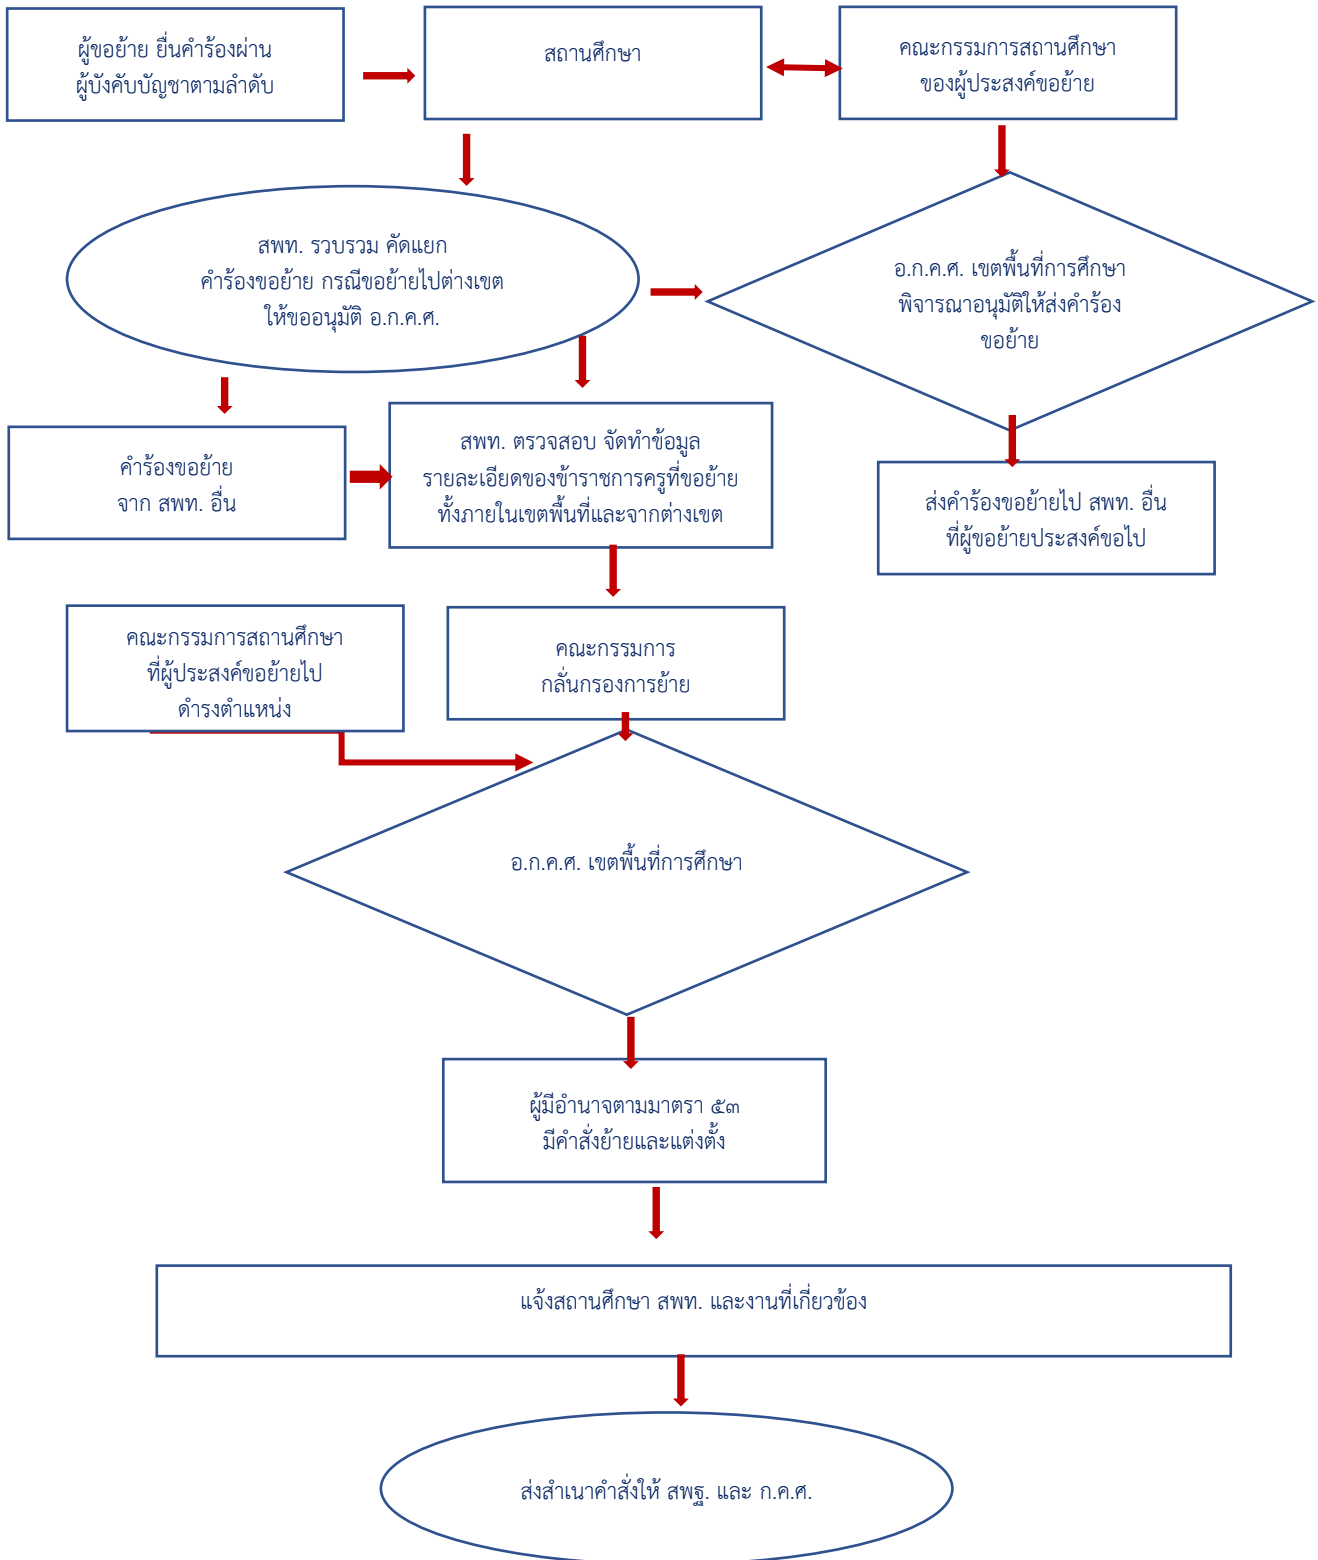 ผู้ขอย้าย ยื่นคำร้องผ่าน
ผู้บังคับบัญชาตามลำดับ
สถานศึกษา
คณะกรรมการสถานศึกษา
ของผู้ประสงค์ขอย้าย
สพท. รวบรวม คัดแยก
คำร้องขอย้าย กรณีขอย้ายไปต่างเขต
ให้ขออนุมัติ อ.ก.ค.ศ.
อ.ก.ค.ศ. เขตพื้นที่การศึกษา
พิจารณาอนุมัติให้ส่งคำร้อง
ขอย้าย
คำร้องขอย้าย
จาก สพท. อื่น
สพท. ตรวจสอบ จัดทำข้อมูล
รายละเอียดของข้าราชการครูที่ขอย้าย
ทั้งภายในเขตพื้นที่และจากต่างเขต
ส่งคำร้องขอย้ายไป สพท. อื่น
ที่ผู้ขอย้ายประสงค์ขอไป
คณะกรรมการสถานศึกษา
ที่ผู้ประสงค์ขอย้ายไป
ดำรงตำแหน่ง
คณะกรรมการ
กลั่นกรองการย้าย
อ.ก.ค.ศ. เขตพื้นที่การศึกษา
ผู้มีอำนาจตามมาตรา ๕๓
มีคำสั่งย้ายและแต่งตั้ง
แจ้งสถานศึกษา สพท. และงานที่เกี่ยวข้อง
ส่งสำเนาคำสั่งให้ สพฐ. และ ก.ค.ศ.